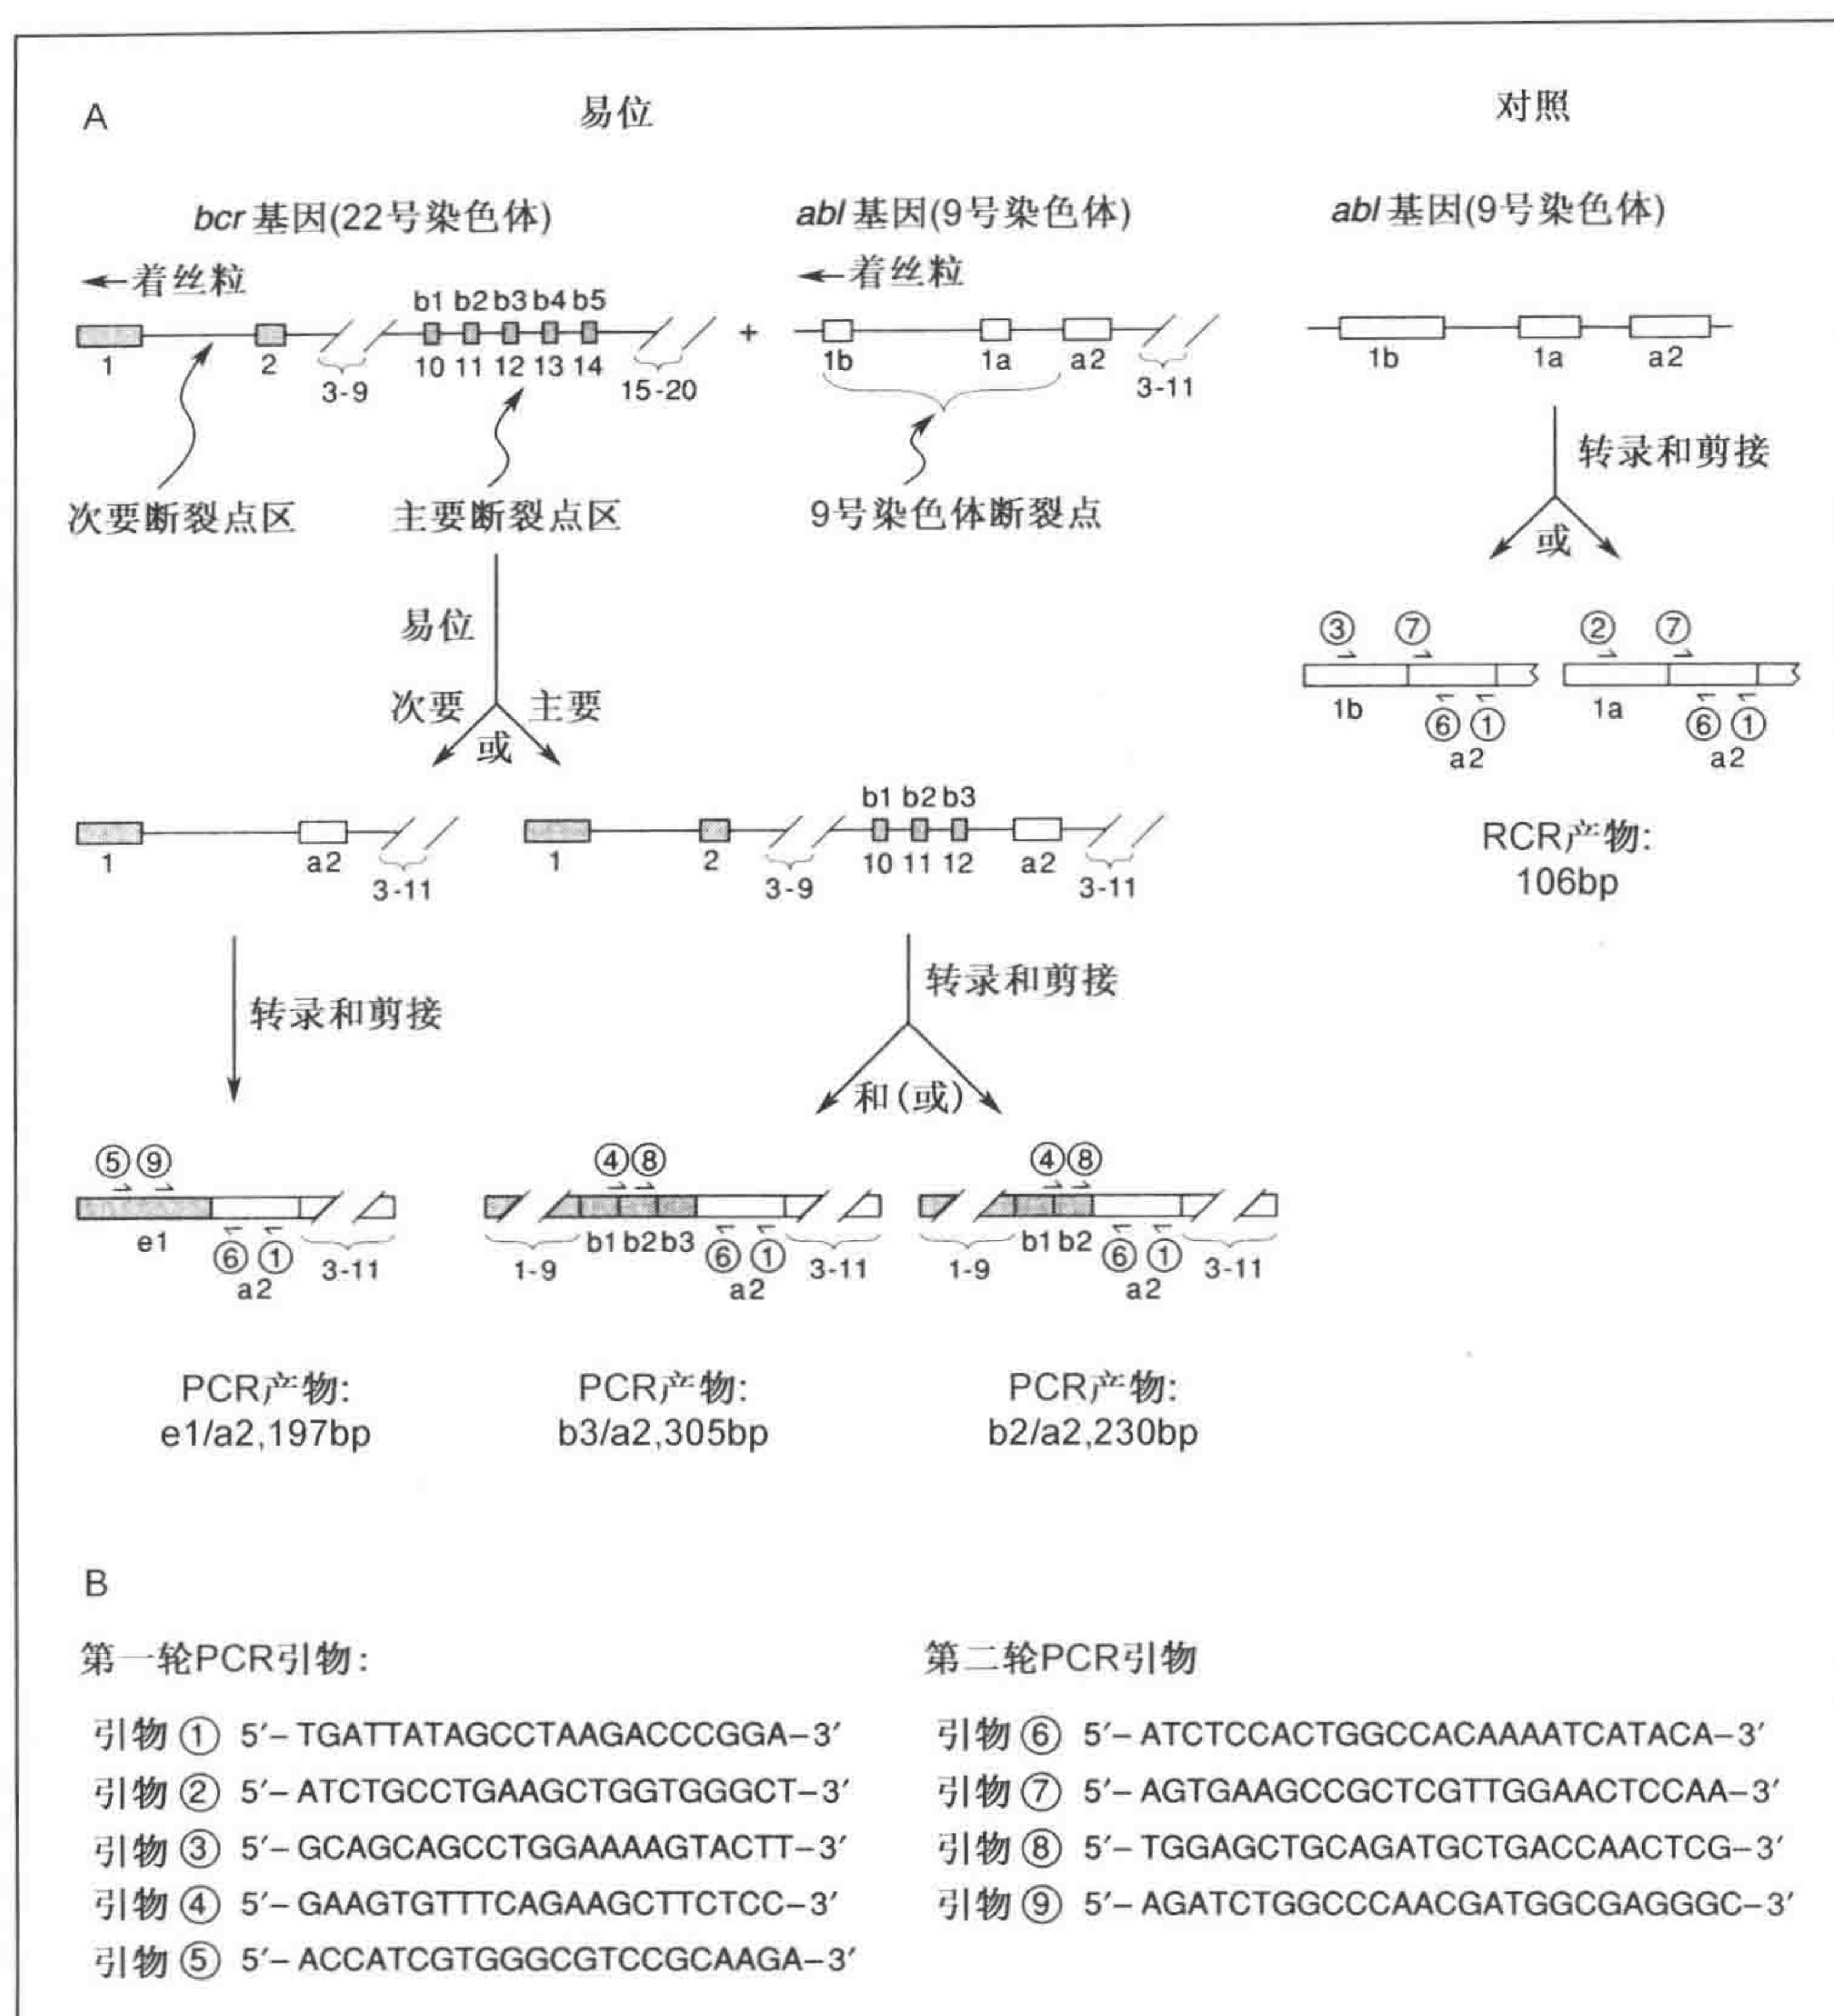 A
易位
对照
bcr基因(22号染色体)
abl基因(9号染色体)
abl基因(9号染色体)
←着丝粒
←着丝粒
b1 b2 b3 b4 b5
+
1 2 3-9 10 11 12 13 14 15-20
1b 1a a2 3-11
1b 1a a2
次要断裂点区
主要断裂点区
9号染色体断裂点
转录和剪接
或
易位
次要 主要
或
③ ⑦ ② ⑦
1b ⑥ ① 1a ⑥ ①
a2 a2
RCR产物:
106bp
b1 b2 b3
1 a2 3-11
1 2 3-9 10 11 12 a2 3-11
转录和剪接
转录和剪接
和(或)
⑤⑨ ④⑧ ④⑧
e1 ⑥ ① 3-11
a2
1-9 b1 b2 b3 ⑥ ① 3-11
a2
1-9 b1 b2 ⑥ ① 3-11
a2
PCR产物:
e1/a2,197bp
PCR产物:
b3/a2,305bp
PCR产物:
b2/a2,230bp
B
第一轮PCR引物:
引物① 5′–TGATTATAGCCTAAGACCCGGA–3′
引物② 5′–ATCTGCCTGAAGCTGGTGGGCT–3′
引物③ 5′–GCAGCAGCCTGGAAAAGTACTT–3′
引物④ 5′–GAAGTGTTTCAGAAGCTTCTCC–3′
引物⑤ 5′–ACCATCGTGGGCGTCCGCAAGA–3′
第二轮PCR引物
引物⑥ 5′–ATCTCCACTGGCCACAAAATCATACA–3′
引物⑦ 5′–AGTGAAGCCGCTCGTTGGAACTCCAA–3′
引物⑧ 5′–TGGAGCTGCAGATGCTGACCAACTCG–3′
引物⑨ 5′–AGATCTGGCCCAACGATGGCGAGGGC–3′